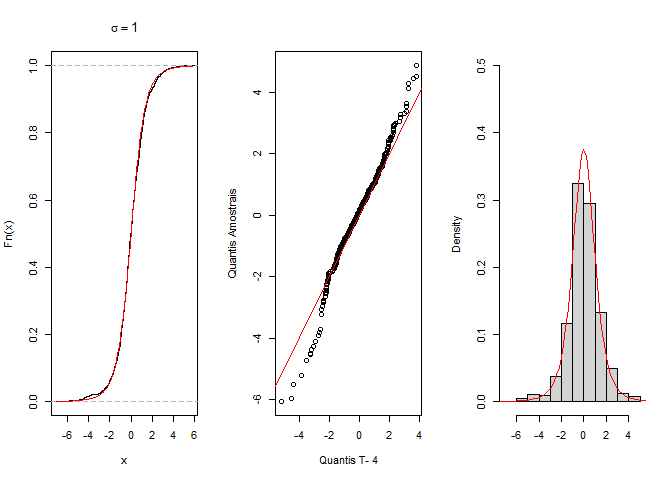 σ = 1
Fn(x)
1.0
0.8
0.6
0.4
0.2
0.0
-6 -4 -2 0 2 4 6
x
Quantis Amostrais
4
2
0
-2
-4
-6
-4 -2 0 2 4
Quantis T- 4
Density
0.5
0.4
0.3
0.2
0.1
0.0
-6 -4 -2 0 2 4